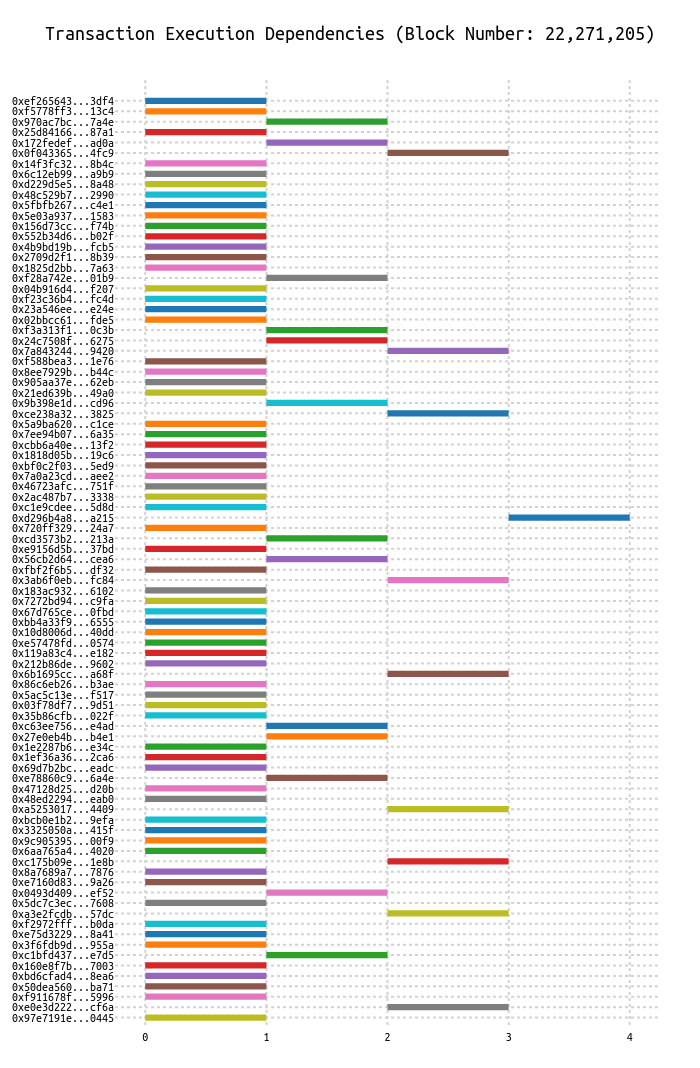 Transaction Execution Dependencies (Block Number: 22,271,205)
0xef265643...3df4
0xf5778ff3...13c4
0x970ac7bc...7a4e
0x25d84166...87a1
0x172fedef...ad0a
0x0f043365...4fc9
0x14f3fc32...8b4c
0x6c12eb99...a9b9
0xd229d5e5...8a48
0x48c529b7...2990
0x5fbfb267...c4e1
0x5e03a937...1583
0x156d73cc...f74b
0x552b34d6...b02f
0x4b9bd19b...fcb5
0x2709d2f1...8b39
0x1825d2bb...7a63
0xf28a742e...01b9
0x04b916d4...f207
0xf23c36b4...fc4d
0x23a546ee...e24e
0x02bbcc61...fde5
0xf3a313f1...0c3b
0x24c7508f...6275
0x7a843244...9420
0xf588bea3...1e76
0x8ee7929b...b44c
0x905aa37e...62eb
0x21ed639b...49a0
0x9b398e1d...cd96
0xce238a32...3825
0x5a9ba620...c1ce
0x7ee94b07...6a35
0xcbb6a40e...13f2
0x1818d05b...19c6
0xbf0c2f03...5ed9
0x7a0a23cd...aee2
0x46723afc...751f
0x2ac487b7...3338
0xc1e9cdee...5d8d
0xd296b4a8...a215
0x720ff329...24a7
0xcd3573b2...213a
0xe9156d5b...37bd
0x56cb2d64...cea6
0xfbf2f6b5...df32
0x3ab6f0eb...fc84
0x183ac932...6102
0x7272bd94...c9fa
0x67d765ce...0fbd
0xbb4a33f9...6555
0x10d8006d...40dd
0xe57478fd...0574
0x119a83c4...e182
0x212b86de...9602
0x6b1695cc...a68f
0x86c6eb26...b3ae
0x5ac5c13e...f517
0x03f78df7...9d51
0x35b86cfb...022f
0xc63ee756...e4ad
0x27e0eb4b...b4e1
0x1e2287b6...e34c
0x1ef36a36...2ca6
0x69d7b2bc...eadc
0xe78860c9...6a4e
0x47128d25...d20b
0x48ed2294...eab0
0xa5253017...4409
0xbcb0e1b2...9efa
0x3325050a...415f
0x9c905395...00f9
0x6aa765a4...4020
0xc175b09e...1e8b
0x8a7689a7...7876
0xe7160d83...9a26
0x0493d409...ef52
0x5dc7c3ec...7608
0xa3e2fcdb...57dc
0xf2972fff...b0da
0xe75d3229...8a41
0x3f6fdb9d...955a
0xc1bfd437...e7d5
0x160e8f7b...7003
0xbd6cfad4...8ea6
0x50dea560...ba71
0xf911678f...5996
0xe0e3d222...cf6a
0x97e7191e...0445
0 1 2 3 4